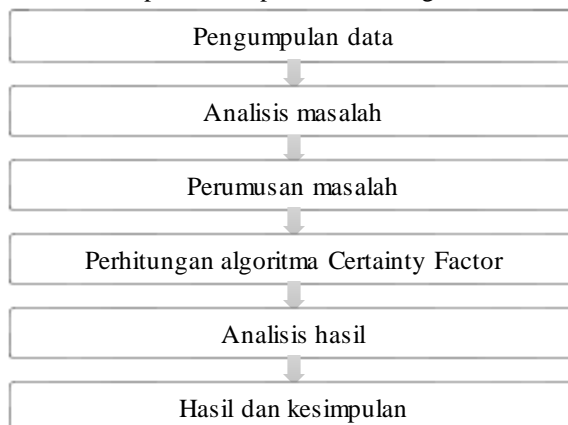 Pengumpulan data
Analisis masalah
Perumusan masalah
Perhitungan algoritma Certainty Factor
Analisis hasil
Hasil dan kesimpulan